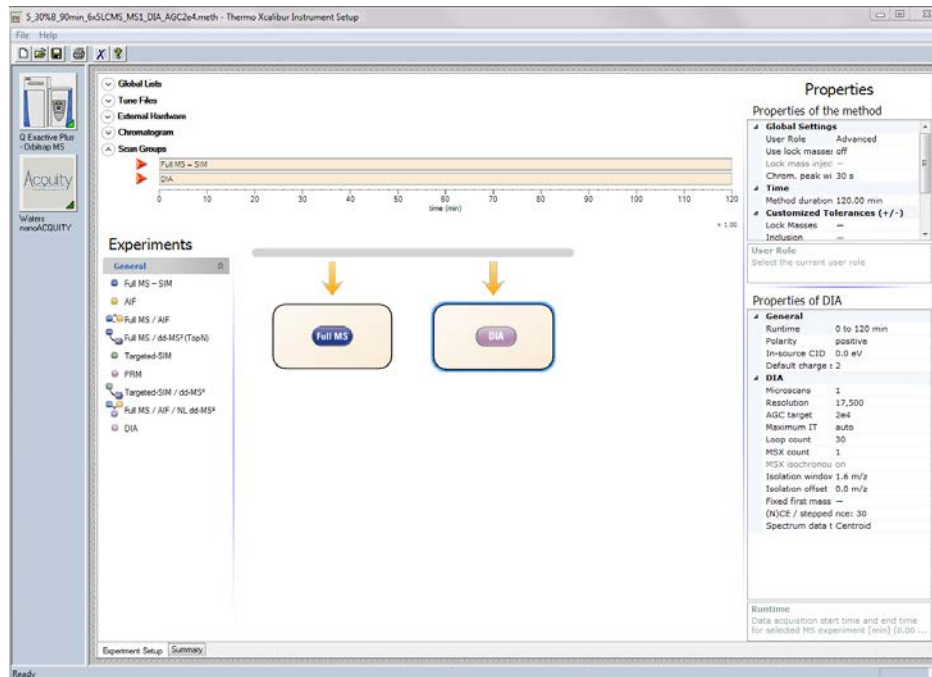 5_30%B_90min_6x5LCMS_MS1_DIA_AGC2e4.meth - Thermo Xcalibur Instrument Setup
File Help
Q Exactive Plus
- Orbitrap MS
Acquity
Waters
nanoACQUITY
Global Lists
Tune Files
External Hardware
Chromatogram
Scan Groups
Full MS – SIM
DIA
0 10 20 30 40 50 60 70 80 90 100 110 120
time (min)
× 1.00
Experiments
General
Full MS – SIM
AIF
Full MS / AIF
Full MS / dd-MS² (TopN)
Targeted-SIM
PRM
Targeted-SIM / dd-MS²
Full MS / AIF / NL dd-MS²
DIA
Full MS
DIA
Properties
Properties of the method
Global Settings
User Role Advanced
Use lock masse: off
Lock mass injec —
Chrom. peak wi 30 s
Time
Method duration 120.00 min
Customized Tolerances (+/-)
Lock Masses —
Inclusion —
User Role
Select the current user role
Properties of DIA
General
Runtime 0 to 120 min
Polarity positive
In-source CID 0.0 eV
Default charge s 2
DIA
Microscans 1
Resolution 17,500
AGC target 2e4
Maximum IT auto
Loop count 30
MSX count 1
MSX isochronou on
Isolation window 1.6 m/z
Isolation offset 0.0 m/z
Fixed first mass —
(N)CE / stepped nce: 30
Spectrum data t Centroid
Runtime
Data acquisition start time and end time
for selected MS experiment [min] (0.00 ...
Experiment Setup Summary
Ready